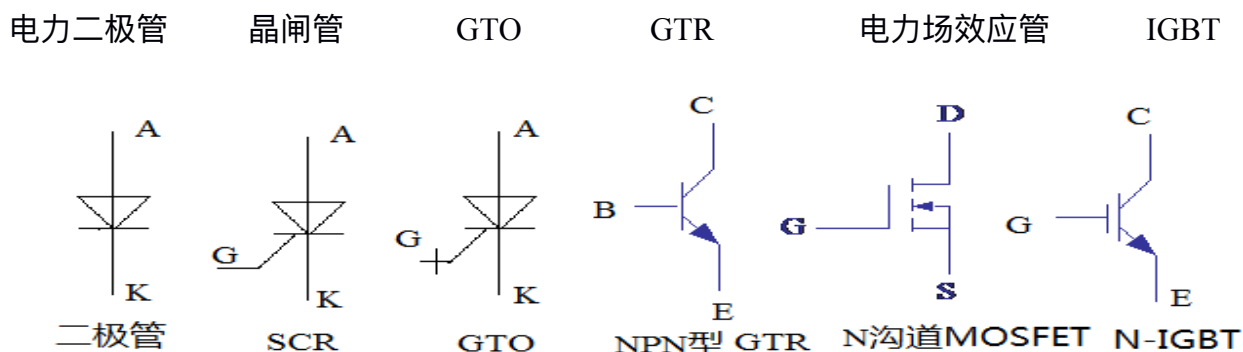 电力二极管 晶闸管 GTO GTR 电力场效应管 IGBT
A A A C D C
B G G
G G
K K K E S E
二极管 SCR GTO NPN型 GTR N沟道MOSFET N-IGBT